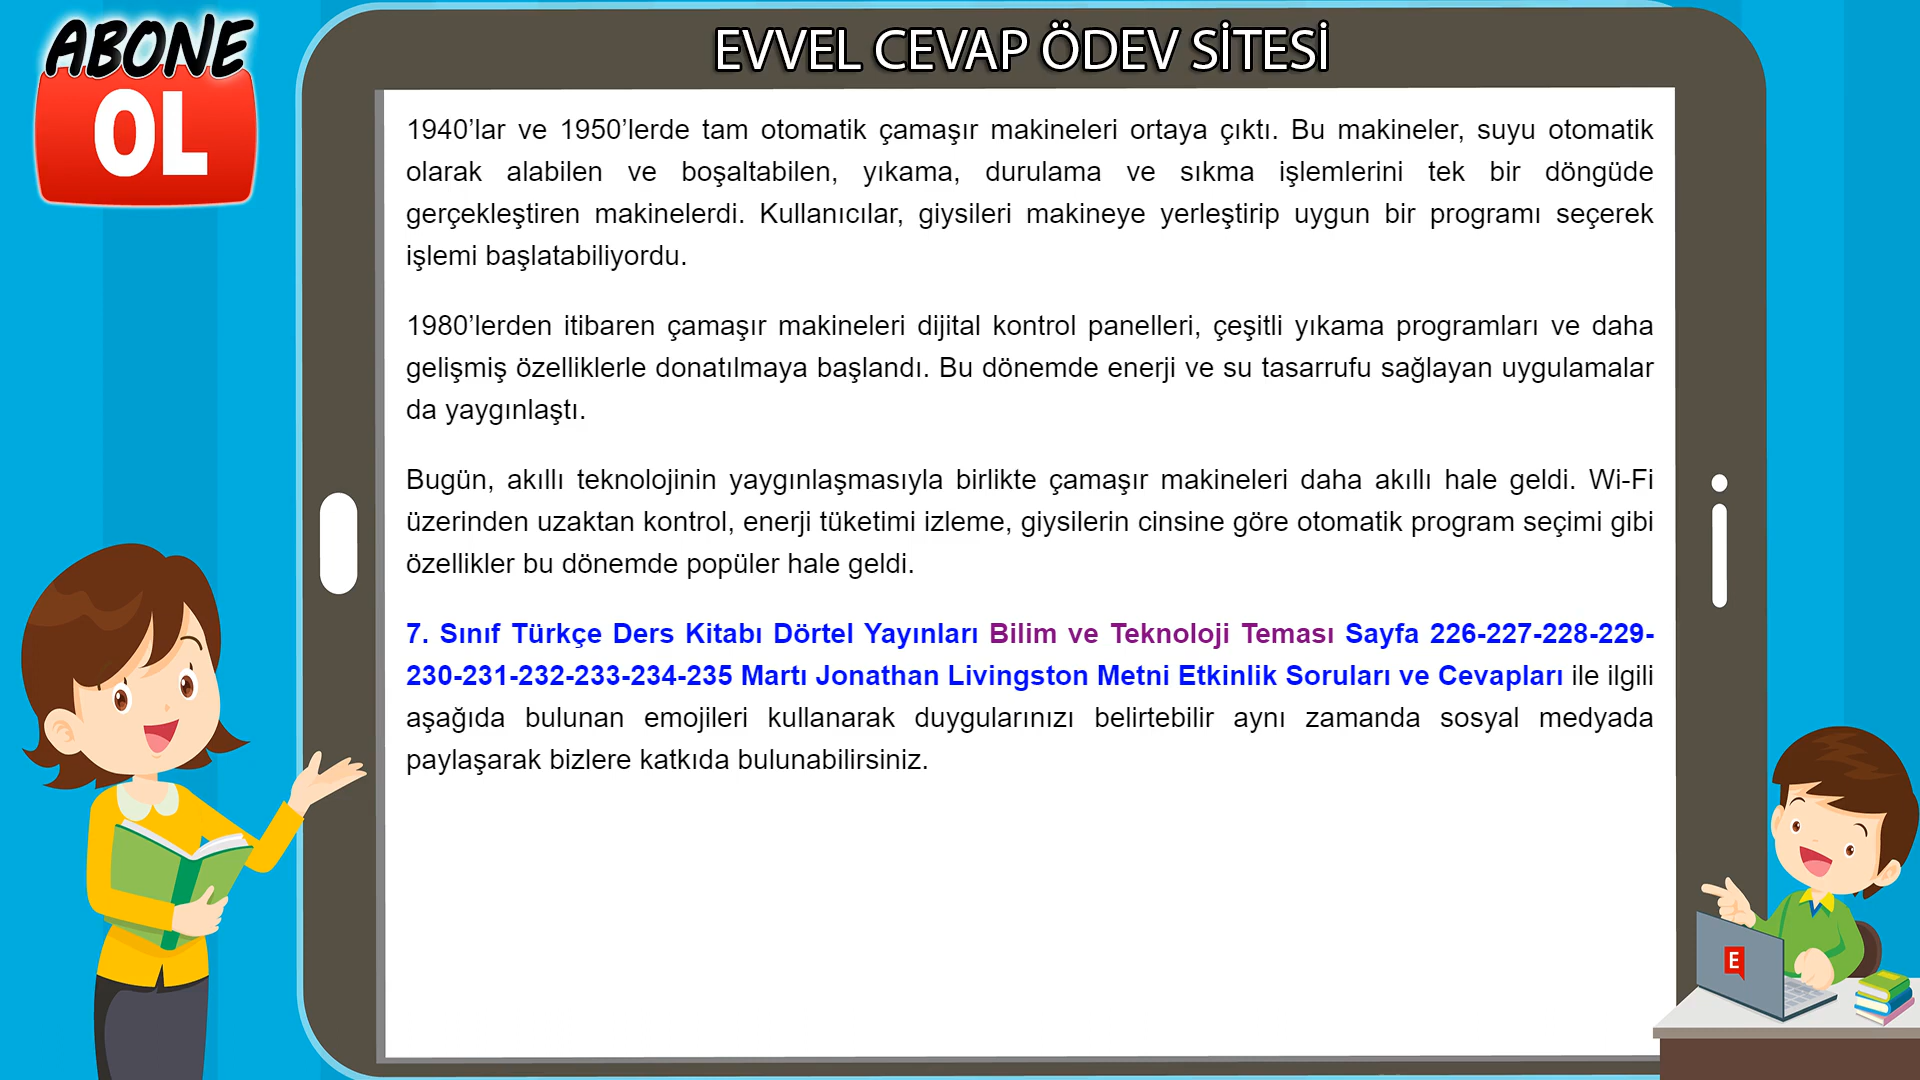 ABONE
OL
EVVEL CEVAP ÖDEV SİTESİ
1940’lar ve 1950’lerde tam otomatik çamaşır makineleri ortaya çıktı. Bu makineler, suyu otomatik
olarak alabilen ve boşaltabilen, yıkama, durulama ve sıkma işlemlerini tek bir döngüde
gerçekleştiren makinelerdi. Kullanıcılar, giysileri makineye yerleştirip uygun bir programı seçerek
işlemi başlatabiliyordu.
1980’lerden itibaren çamaşır makineleri dijital kontrol panelleri, çeşitli yıkama programları ve daha
gelişmiş özelliklerle donatılmaya başlandı. Bu dönemde enerji ve su tasarrufu sağlayan uygulamalar
da yaygınlaştı.
Bugün, akıllı teknolojinin yaygınlaşmasıyla birlikte çamaşır makineleri daha akıllı hale geldi. Wi-Fi
üzerinden uzaktan kontrol, enerji tüketimi izleme, giysilerin cinsine göre otomatik program seçimi gibi
özellikler bu dönemde popüler hale geldi.
7. Sınıf Türkçe Ders Kitabı Dörtel Yayınları Bilim ve Teknoloji Teması Sayfa 226-227-228-229-
230-231-232-233-234-235 Martı Jonathan Livingston Metni Etkinlik Soruları ve Cevapları ile ilgili
aşağıda bulunan emojileri kullanarak duygularınızı belirtebilir aynı zamanda sosyal medyada
paylaşarak bizlere katkıda bulunabilirsiniz.
E